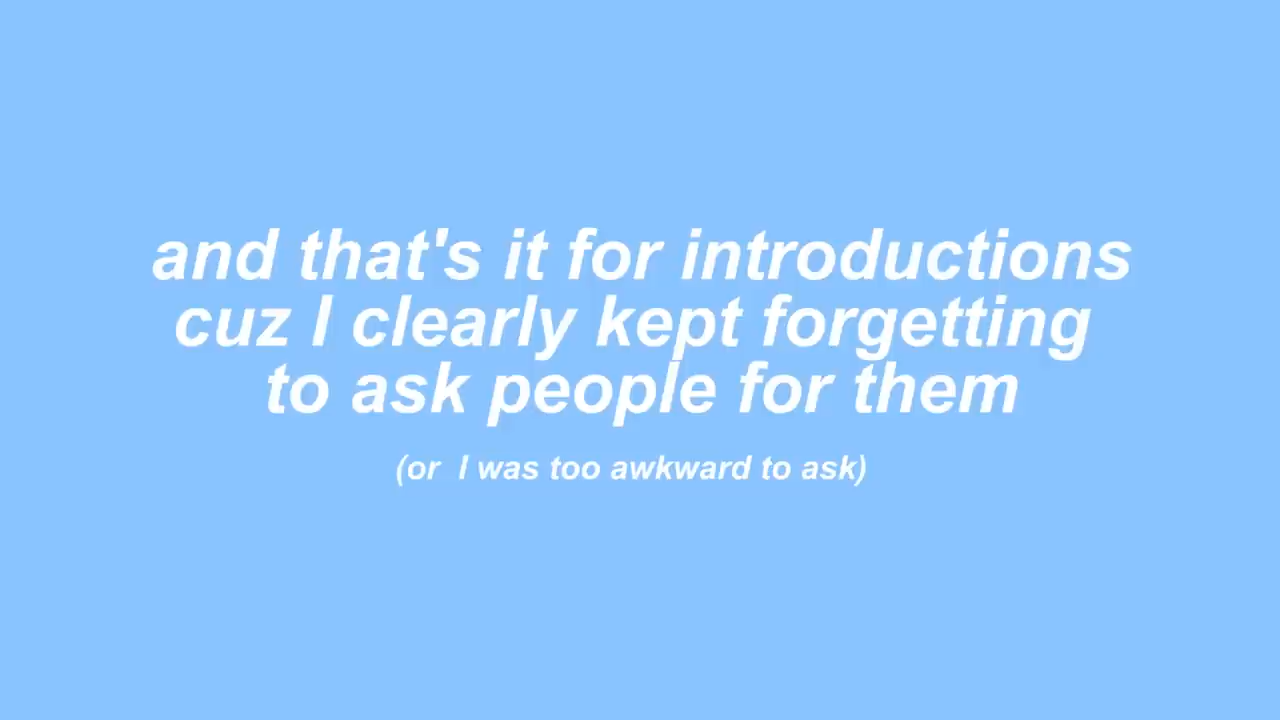 and that's it for introductions
cuz I clearly kept forgetting
to ask people for them
(or I was too awkward to ask)